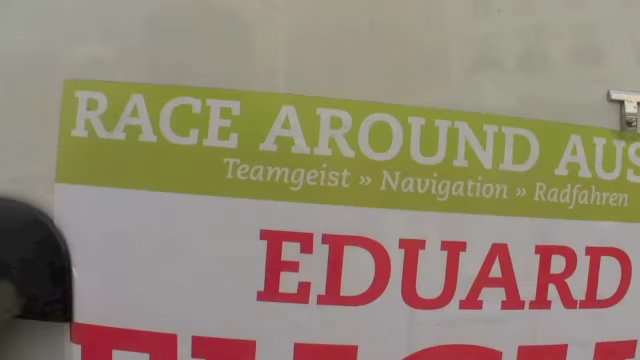 RACE AROUND AUS
Teamgeist » Navigation » Radfahren
EDUARD